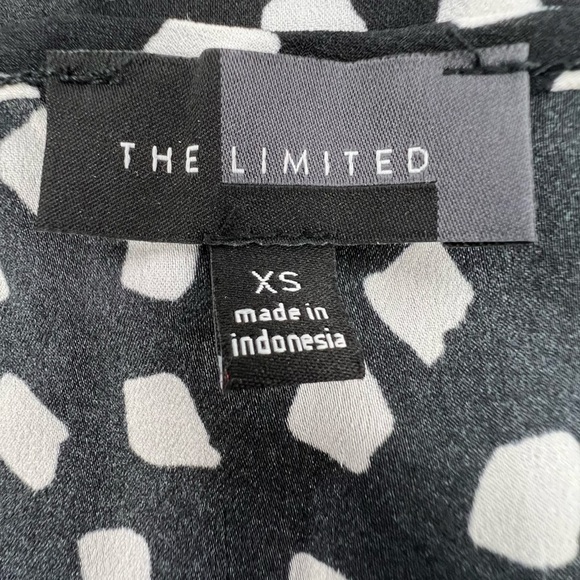 THE LIMITED
XS
made in
indonesia